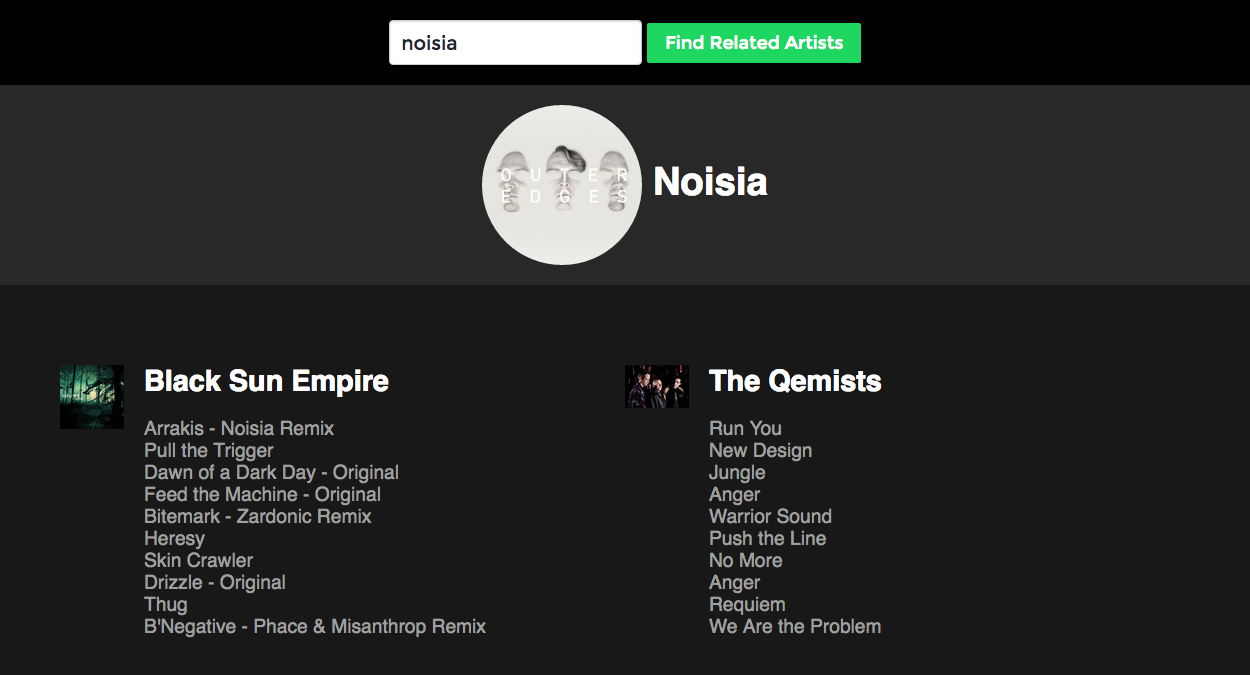 noisia
Find Related Artists
OUTER
EDGES
Noisia
Black Sun Empire
Arrakis - Noisia Remix
Pull the Trigger
Dawn of a Dark Day - Original
Feed the Machine - Original
Bitemark - Zardonic Remix
Heresy
Skin Crawler
Drizzle - Original
Thug
B'Negative - Phace & Misanthrop Remix
The Qemists
Run You
New Design
Jungle
Anger
Warrior Sound
Push the Line
No More
Anger
Requiem
We Are the Problem